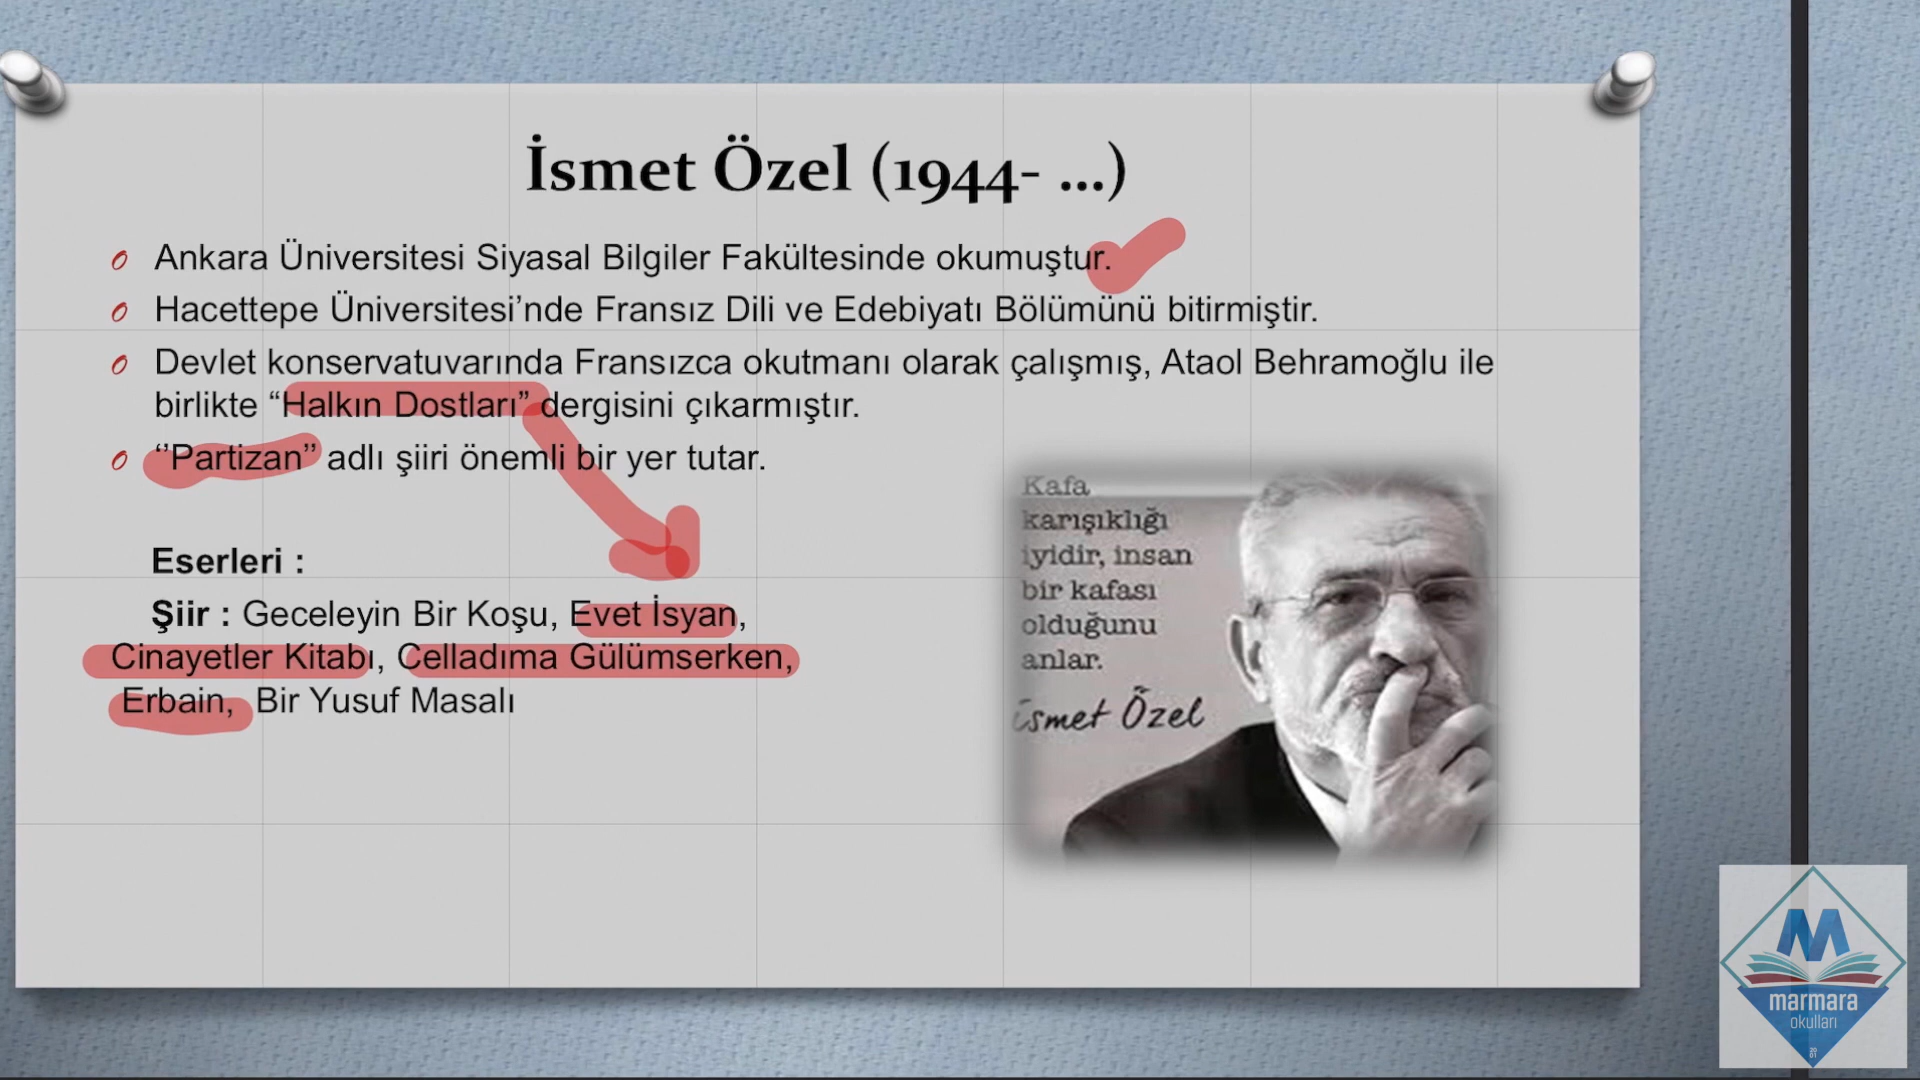 İsmet Özel (1944- ...)
Ankara Üniversitesi Siyasal Bilgiler Fakültesinde okumuştur.
Hacettepe Üniversitesi’nde Fransız Dili ve Edebiyatı Bölümünü bitirmiştir.
Devlet konservatuvarında Fransızca okutmanı olarak çalışmış, Ataol Behramoğlu ile
birlikte “Halkın Dostları” dergisini çıkarmıştır.
‘’Partizan’’ adlı şiiri önemli bir yer tutar.
Eserleri :
Şiir : Geceleyin Bir Koşu, Evet İsyan,
Cinayetler Kitabı, Celladıma Gülümserken,
Erbain, Bir Yusuf Masalı
Kafa
karışıklığı
iyidir, insan
bir kafası
olduğunu
anlar.
İsmet Özel
marmara
okulları
20
01